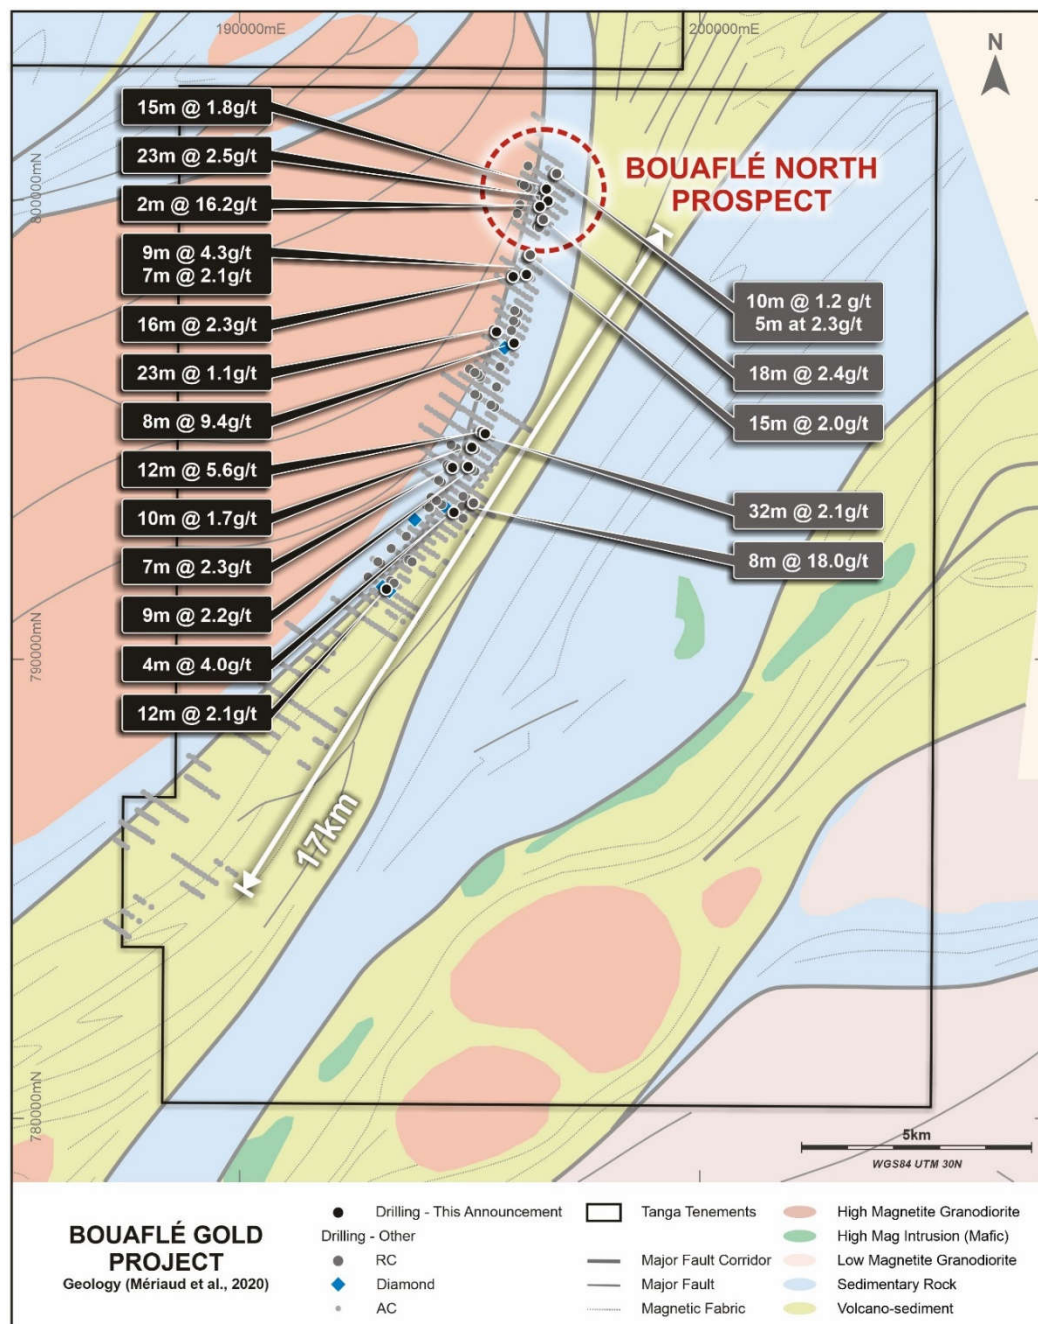 190000mE
200000mE
N
800000mN
790000mN
780000mN
15m @ 1.8g/t
23m @ 2.5g/t
2m @ 16.2g/t
9m @ 4.3g/t
7m @ 2.1g/t
16m @ 2.3g/t
23m @ 1.1g/t
8m @ 9.4g/t
12m @ 5.6g/t
10m @ 1.7g/t
7m @ 2.3g/t
9m @ 2.2g/t
4m @ 4.0g/t
12m @ 2.1g/t
BOUAFLÉ NORTH
PROSPECT
10m @ 1.2 g/t
5m at 2.3g/t
18m @ 2.4g/t
15m @ 2.0g/t
32m @ 2.1g/t
8m @ 18.0g/t
17km
5km
WGS84 UTM 30N
BOUAFLÉ GOLD
PROJECT
Geology (Mériaud et al., 2020)
Drilling - This Announcement
Drilling - Other
RC
Diamond
AC
Tanga Tenements
Major Fault Corridor
Major Fault
Magnetic Fabric
High Magnetite Granodiorite
High Mag Intrusion (Mafic)
Low Magnetite Granodiorite
Sedimentary Rock
Volcano-sediment